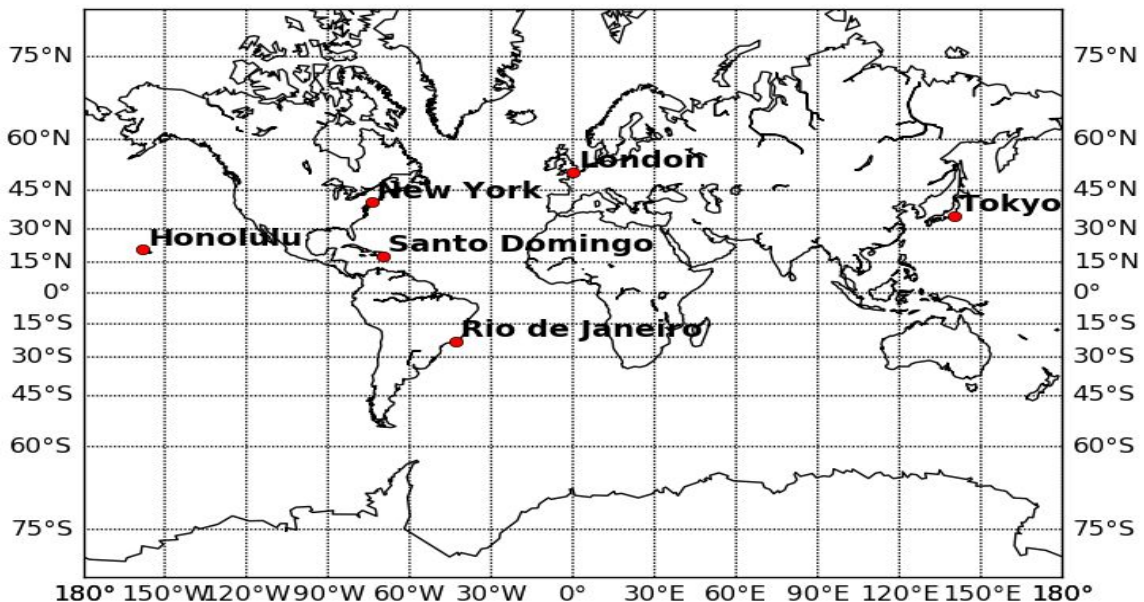 75°N 75°N
60°N London 60°N
45°N New York 45°N
Tokyo
30°N Honolulu Santo Domingo 30°N
15°N 15°N
0° 0°
15°S Rio de Janeiro 15°S
30°S 30°S
45°S 45°S
60°S 60°S
75°S 75°S
180° 150°W 120°W 90°W 60°W 30°W 0° 30°E 60°E 90°E 120°E 150°E 180°